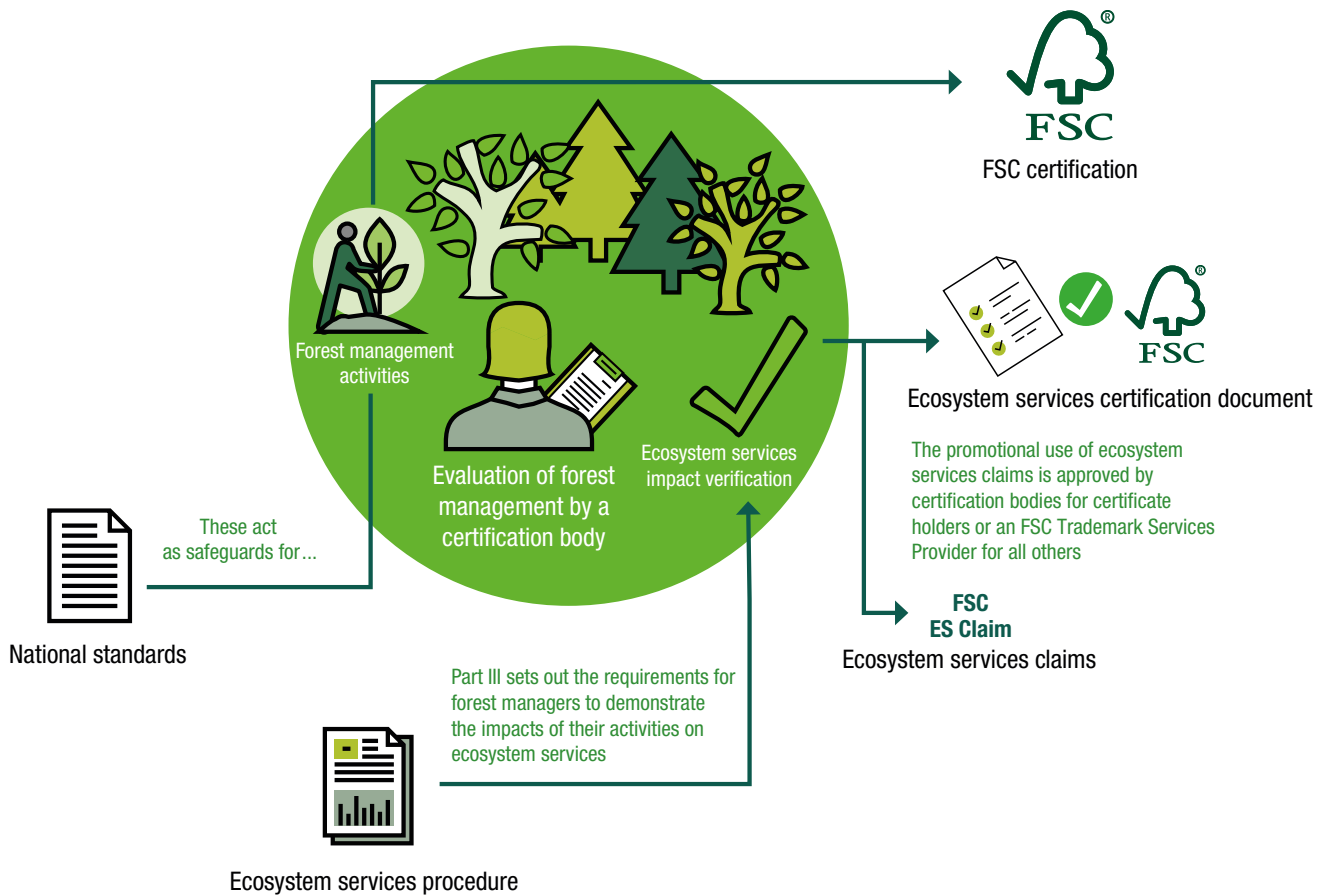 ®
FSC
FSC certification
Forest management
activities
Evaluation of forest
management by a
certification body
Ecosystem services
impact verification
®
FSC
Ecosystem services certification document
The promotional use of ecosystem
services claims is approved by
certification bodies for certificate
holders or an FSC Trademark Services
Provider for all others
These act
as safeguards for...
National standards
FSC
ES Claim
Ecosystem services claims
Part III sets out the requirements for
forest managers to demonstrate
the impacts of their activities on
ecosystem services
Ecosystem services procedure